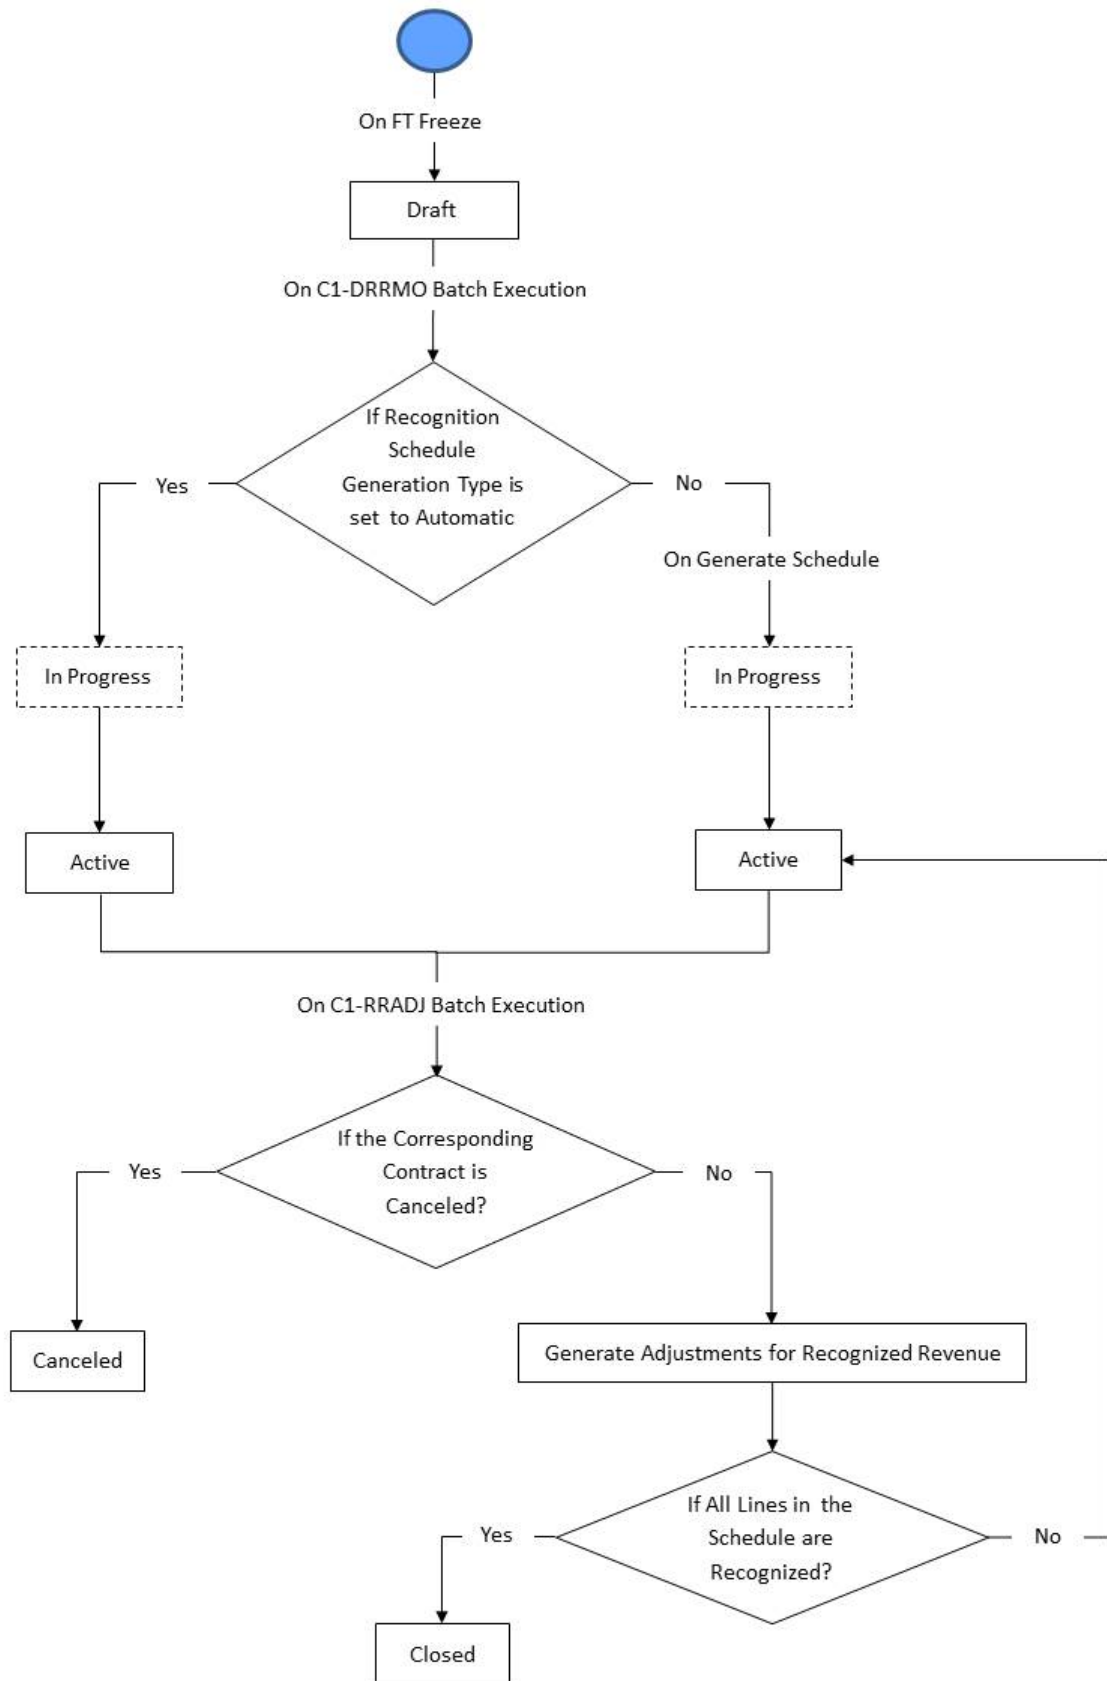 On FT Freeze
Draft
On C1-DRRMO Batch Execution
If Recognition
Schedule
Generation Type is
set to Automatic
Yes
No
On Generate Schedule
In Progress
In Progress
Active
Active
On C1-RRADJ Batch Execution
If the Corresponding
Contract is
Canceled?
Yes
No
Canceled
Generate Adjustments for Recognized Revenue
If All Lines in the
Schedule are
Recognized?
Yes
No
Closed